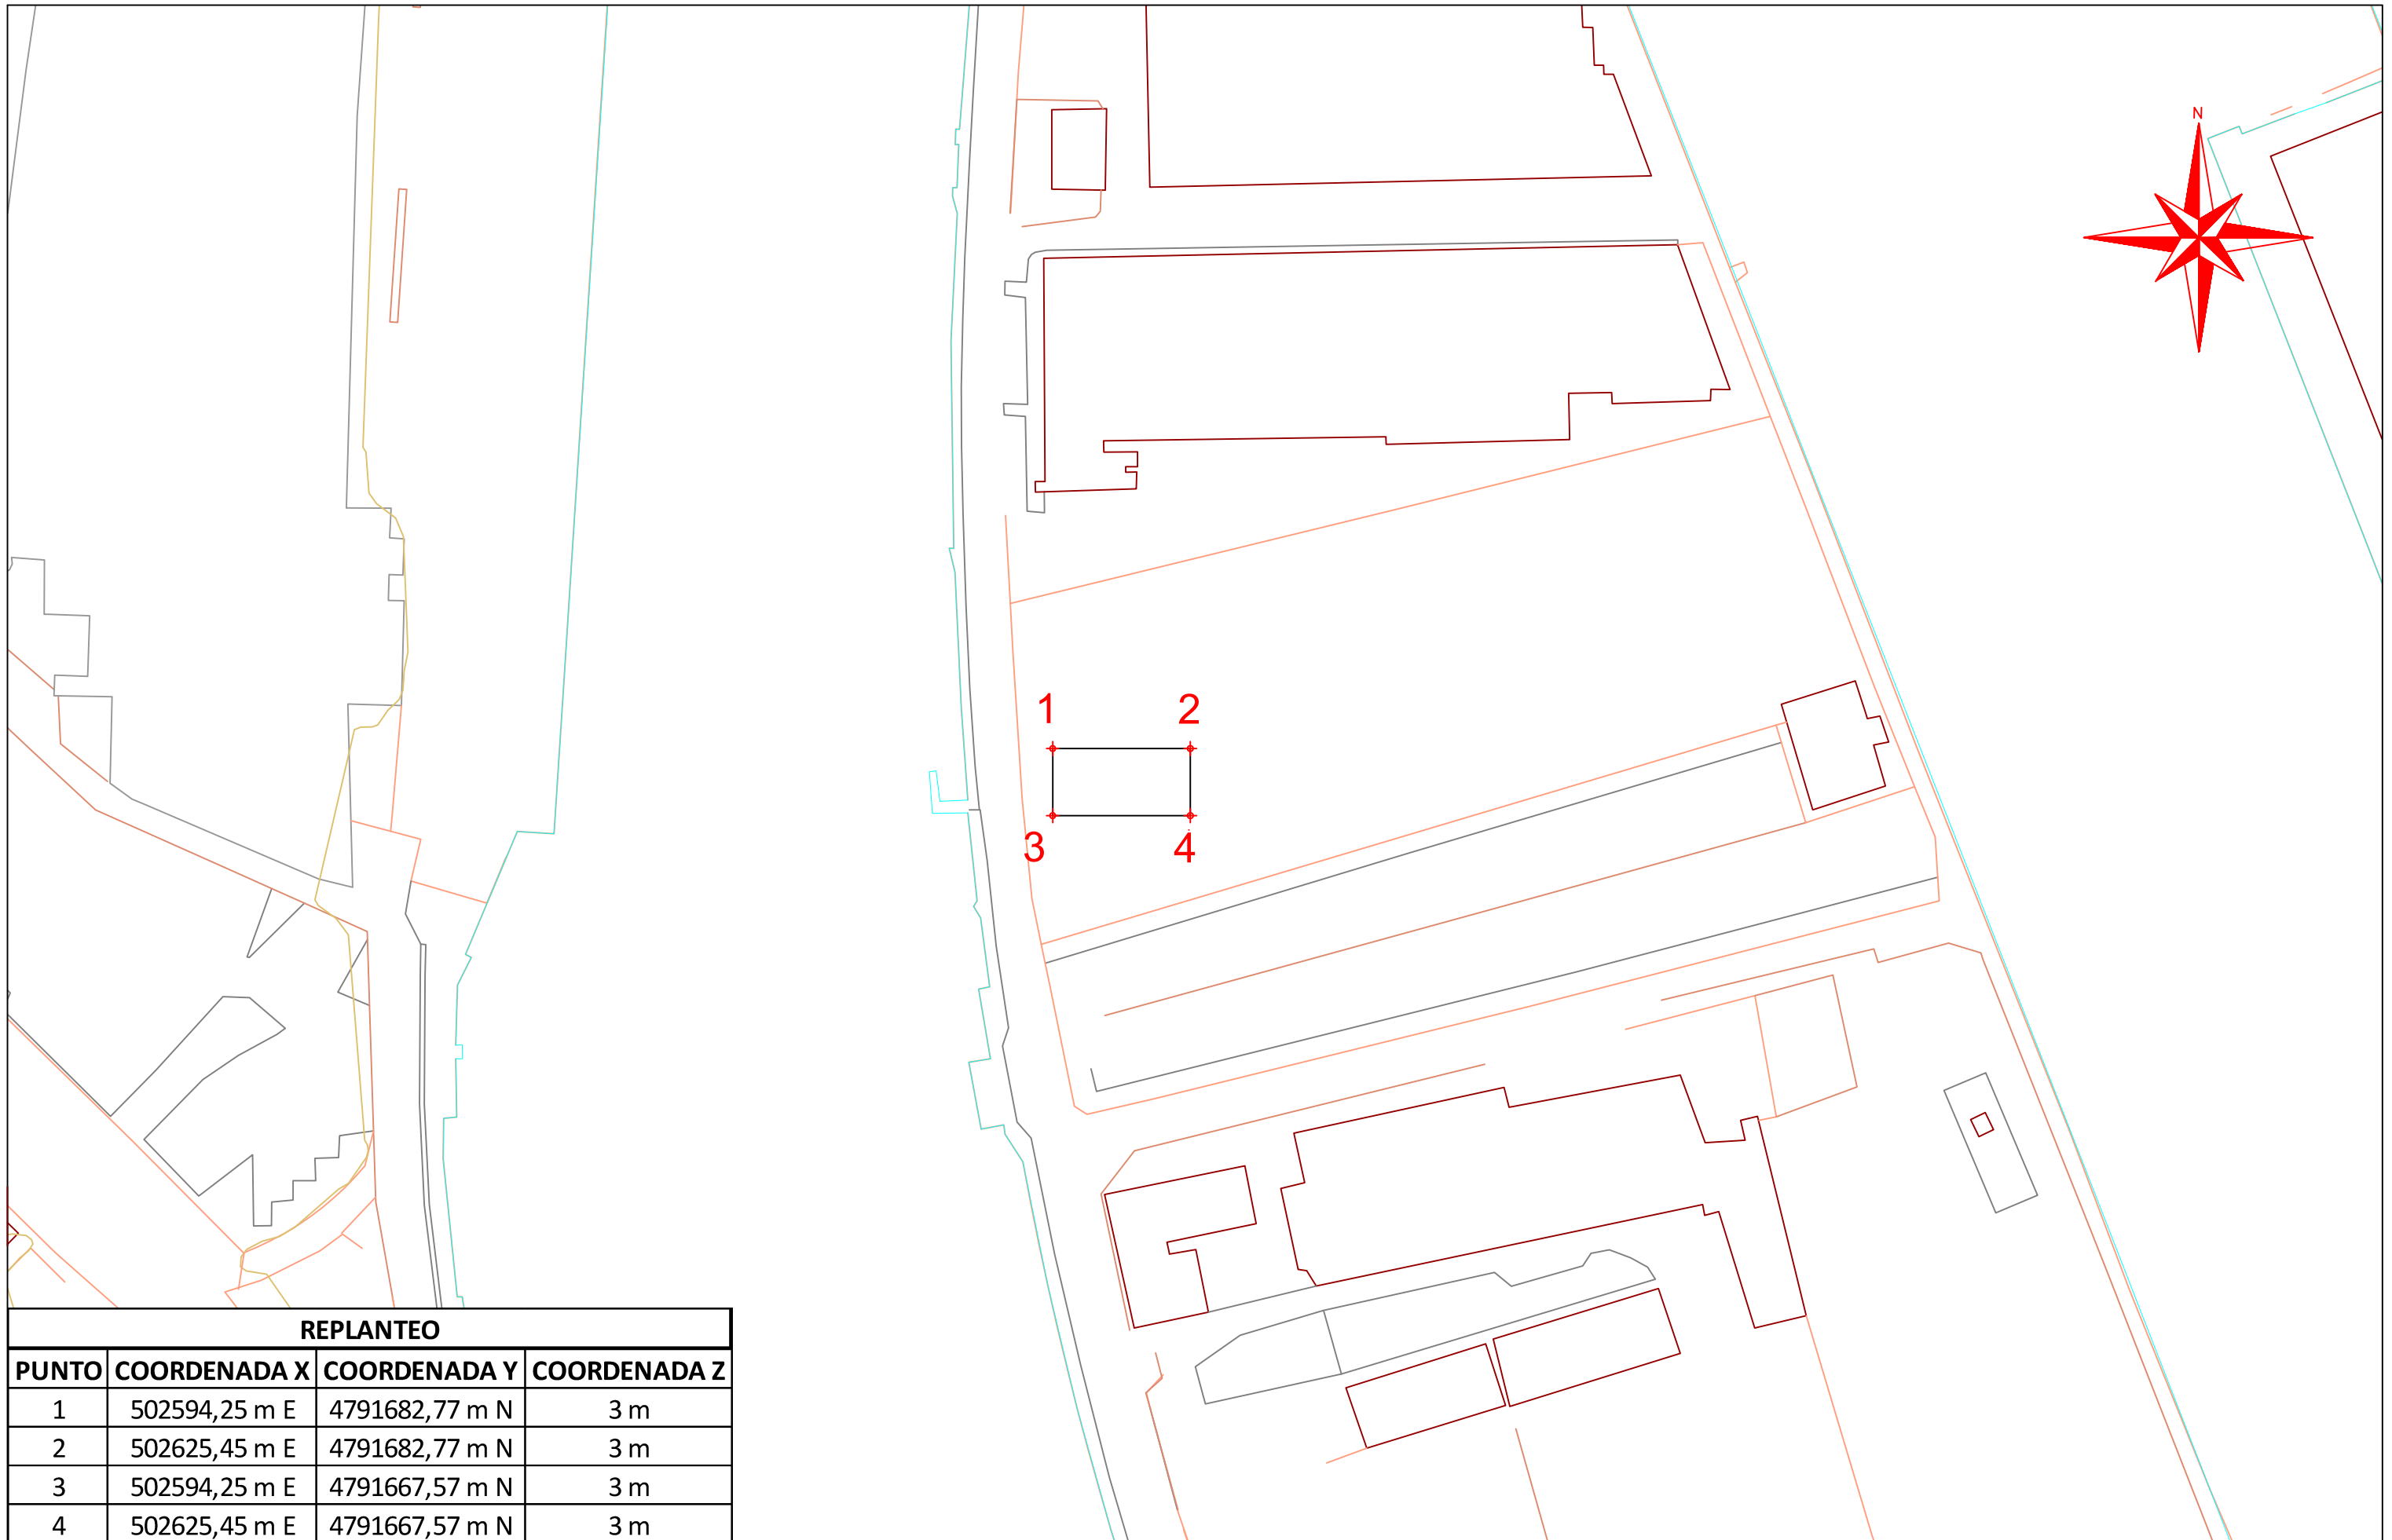 N
1 2
3 4
REPLANTEO
PUNTO COORDENADA X COORDENADA Y COORDENADA Z
1 502594,25 m E 4791682,77 m N 3 m
2 502625,45 m E 4791682,77 m N 3 m
3 502594,25 m E 4791667,57 m N 3 m
4 502625,45 m E 4791667,57 m N 3 m